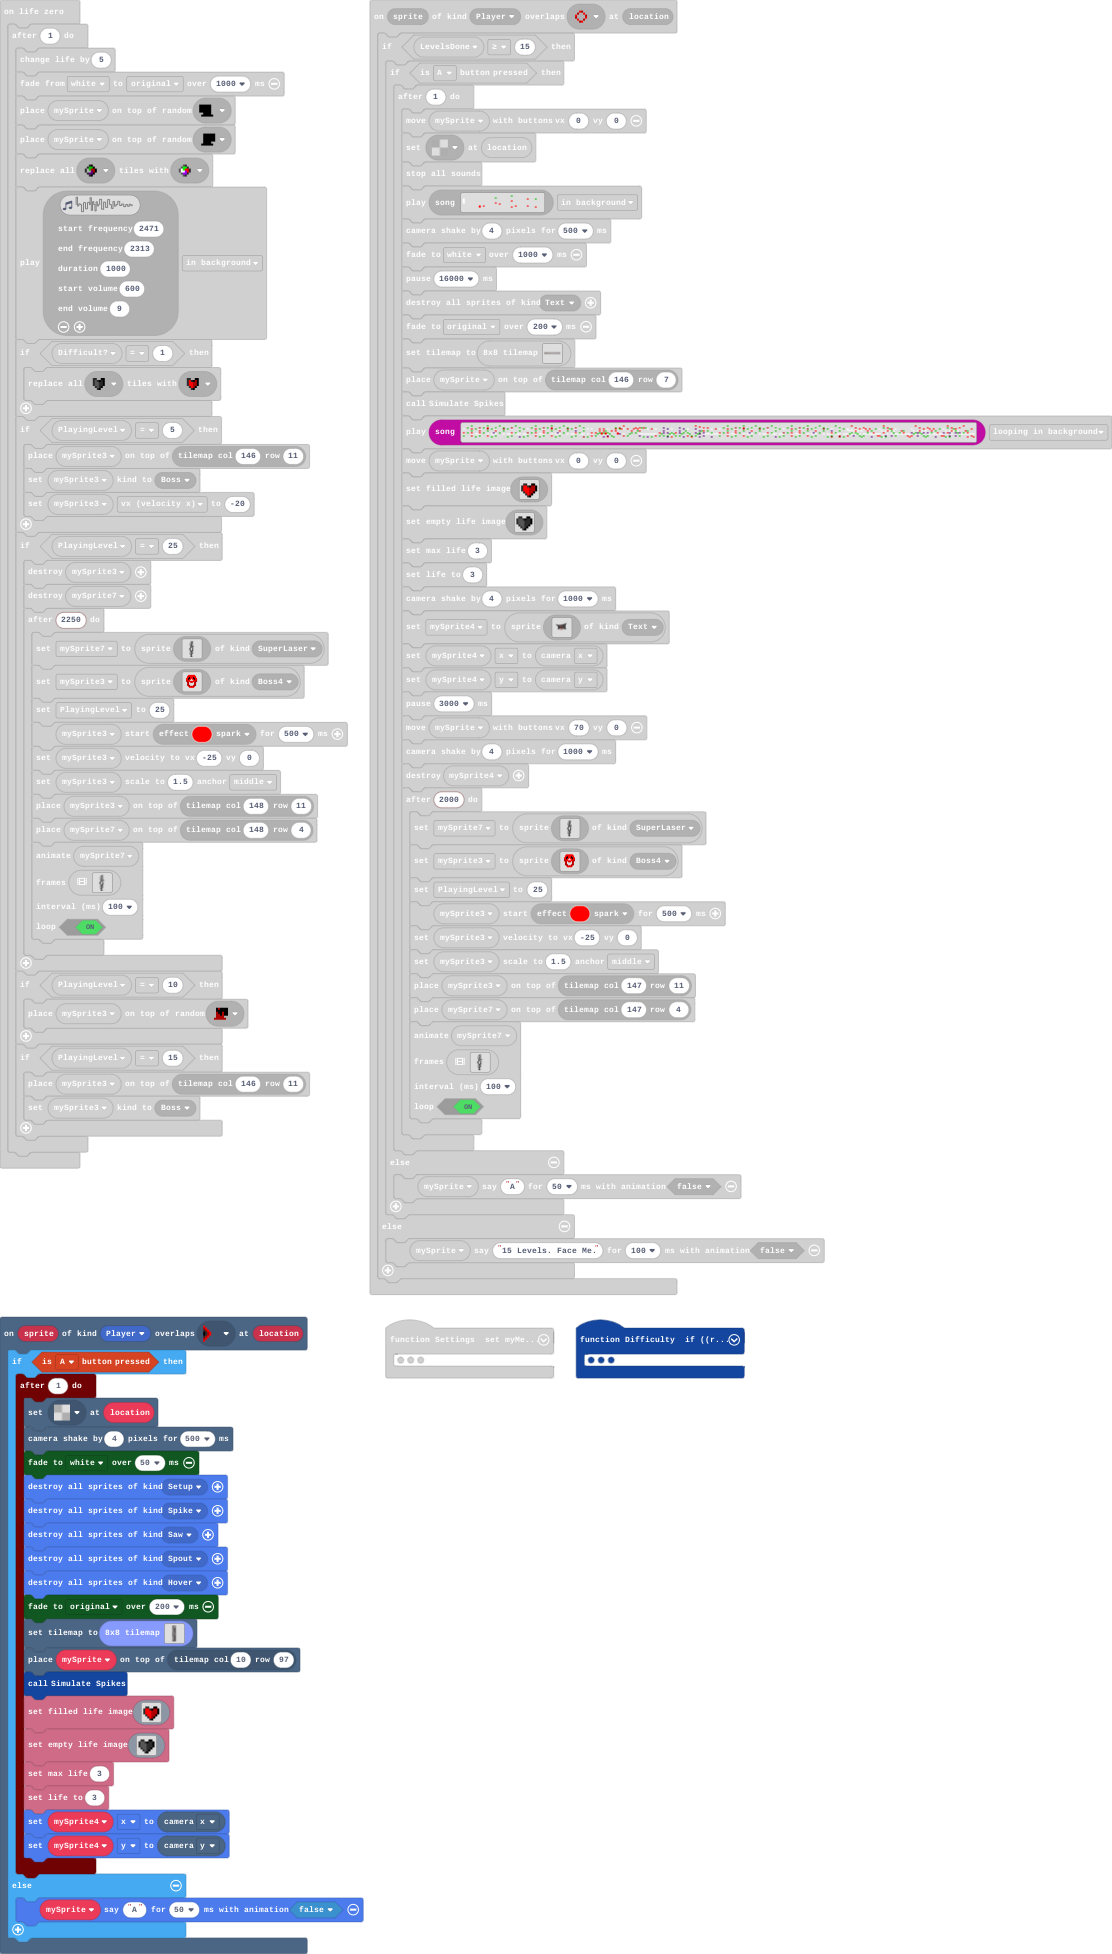 on life zero
after 1 do
change life by 5
fade from white to original over 1000 ms
place mySprite on top of random
place mySprite on top of random
replace all tiles with
start frequency 2471
end frequency 2313
duration 1000
play in background
start volume 600
end volume 9
if Difficult? = 1 then
replace all tiles with
if PlayingLevel = 5 then
place mySprite3 on top of tilemap col 146 row 11
set mySprite3 kind to Boss
set mySprite3 vx (velocity x) to -20
if PlayingLevel = 25 then
destroy mySprite3
destroy mySprite7
after 2250 do
set mySprite7 to sprite of kind SuperLaser
set mySprite3 to sprite of kind Boss4
set PlayingLevel to 25
mySprite3 start effect spark for 500 ms
set mySprite3 velocity to vx -25 vy 0
set mySprite3 scale to 1.5 anchor middle
place mySprite3 on top of tilemap col 148 row 11
place mySprite7 on top of tilemap col 148 row 4
animate mySprite7
frames
interval (ms) 100
loop ON
if PlayingLevel = 10 then
place mySprite3 on top of random
if PlayingLevel = 15 then
place mySprite3 on top of tilemap col 146 row 11
set mySprite3 kind to Boss
on sprite of kind Player overlaps at location
if LevelsDone ≥ 15 then
if is A button pressed then
after 1 do
move mySprite with buttons vx 0 vy 0
set at location
stop all sounds
play song in background
camera shake by 4 pixels for 500 ms
fade to white over 1000 ms
pause 16000 ms
destroy all sprites of kind Text
fade to original over 200 ms
set tilemap to 8x8 tilemap
place mySprite on top of tilemap col 146 row 7
call Simulate Spikes
play song looping in background
move mySprite with buttons vx 0 vy 0
set filled life image
set empty life image
set max life 3
set life to 3
camera shake by 4 pixels for 1000 ms
set mySprite4 to sprite of kind Text
set mySprite4 x to camera x
set mySprite4 y to camera y
pause 3000 ms
move mySprite with buttons vx 70 vy 0
camera shake by 4 pixels for 1000 ms
destroy mySprite4
after 2000 do
set mySprite7 to sprite of kind SuperLaser
set mySprite3 to sprite of kind Boss4
set PlayingLevel to 25
mySprite3 start effect spark for 500 ms
set mySprite3 velocity to vx -25 vy 0
set mySprite3 scale to 1.5 anchor middle
place mySprite3 on top of tilemap col 147 row 11
place mySprite7 on top of tilemap col 147 row 4
animate mySprite7
frames
interval (ms) 100
loop ON
else
mySprite say "A" for 50 ms with animation false
else
mySprite say "15 Levels. Face Me." for 100 ms with animation false
on sprite of kind Player overlaps at location
if is A button pressed then
after 1 do
set at location
camera shake by 4 pixels for 500 ms
fade to white over 50 ms
destroy all sprites of kind Setup
destroy all sprites of kind Spike
destroy all sprites of kind Saw
destroy all sprites of kind Spout
destroy all sprites of kind Hover
fade to original over 200 ms
set tilemap to 8x8 tilemap
place mySprite on top of tilemap col 10 row 97
call Simulate Spikes
set filled life image
set empty life image
set max life 3
set life to 3
set mySprite4 x to camera x
set mySprite4 y to camera y
else
mySprite say "A" for 50 ms with animation false
function Settings set myMe...
function Difficulty if ((r...